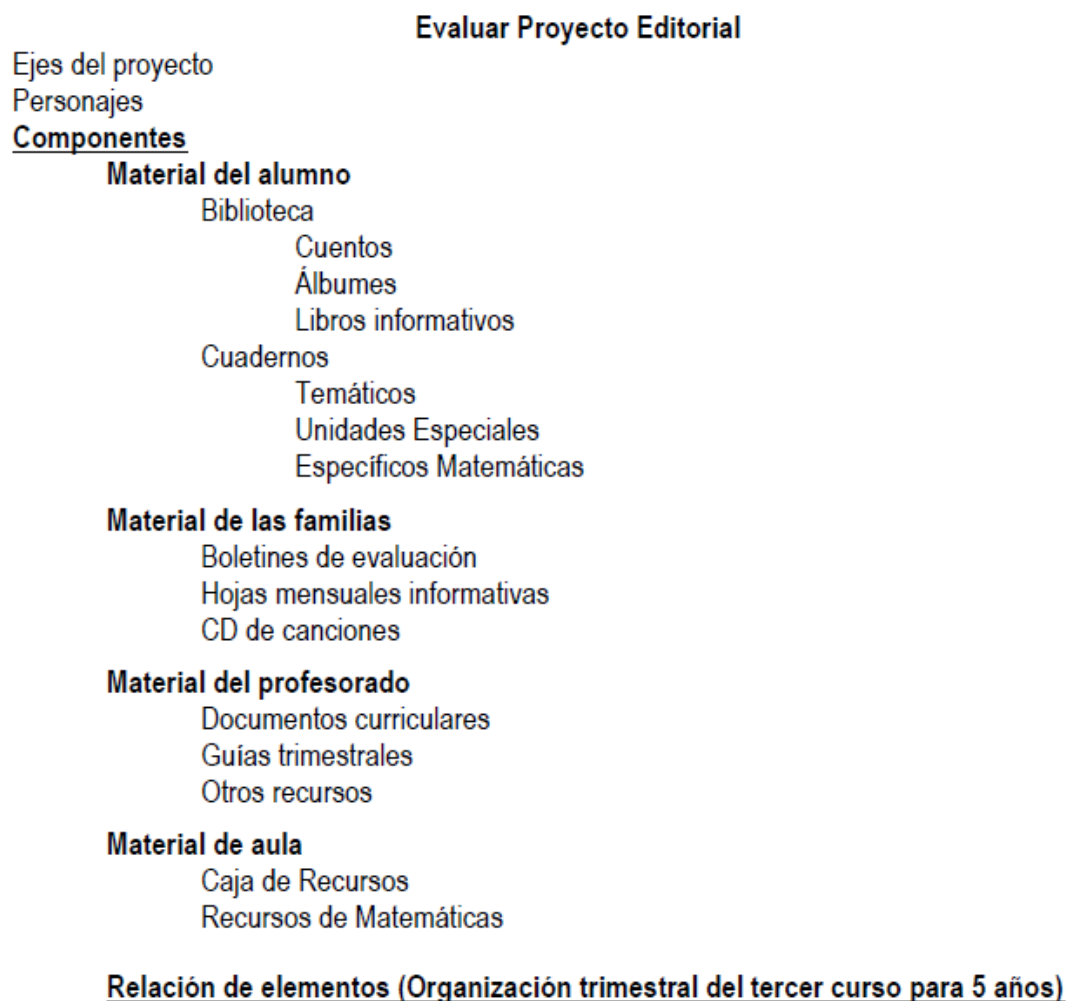 Evaluar Proyecto Editorial
Ejes del proyecto
Personajes
Componentes
Material del alumno
Biblioteca
Cuentos
Álbumes
Libros informativos
Cuadernos
Temáticos
Unidades Especiales
Específicos Matemáticas
Material de las familias
Boletines de evaluación
Hojas mensuales informativas
CD de canciones
Material del profesorado
Documentos curriculares
Guías trimestrales
Otros recursos
Material de aula
Caja de Recursos
Recursos de Matemáticas
Relación de elementos (Organización trimestral del tercer curso para 5 años)